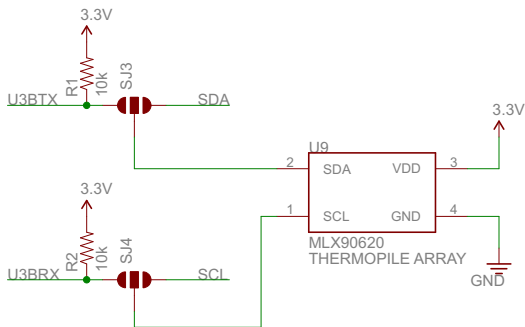 3.3V
R1
10k
SJ3
U3BTX
SDA
3.3V
U9
2
SDA
VDD
3
3.3V
1
SCL
GND
4
R2
10k
SJ4
MLX90620
THERMOPILE ARRAY
U3BRX
SCL
GND